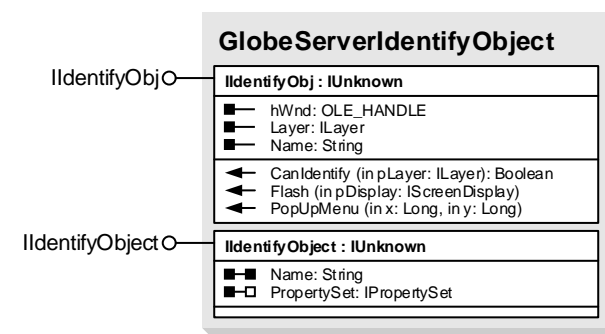 GlobeServerIdentifyObject
IIdentifyObj
IIdentifyObj : IUnknown
hWnd: OLE_HANDLE
Layer: ILayer
Name: String
CanIdentify (in pLayer: ILayer): Boolean
Flash (in pDisplay: IScreenDisplay)
PopUpMenu (in x: Long, in y: Long)
IIdentifyObject
IIdentifyObject : IUnknown
Name: String
PropertySet: IPropertySet